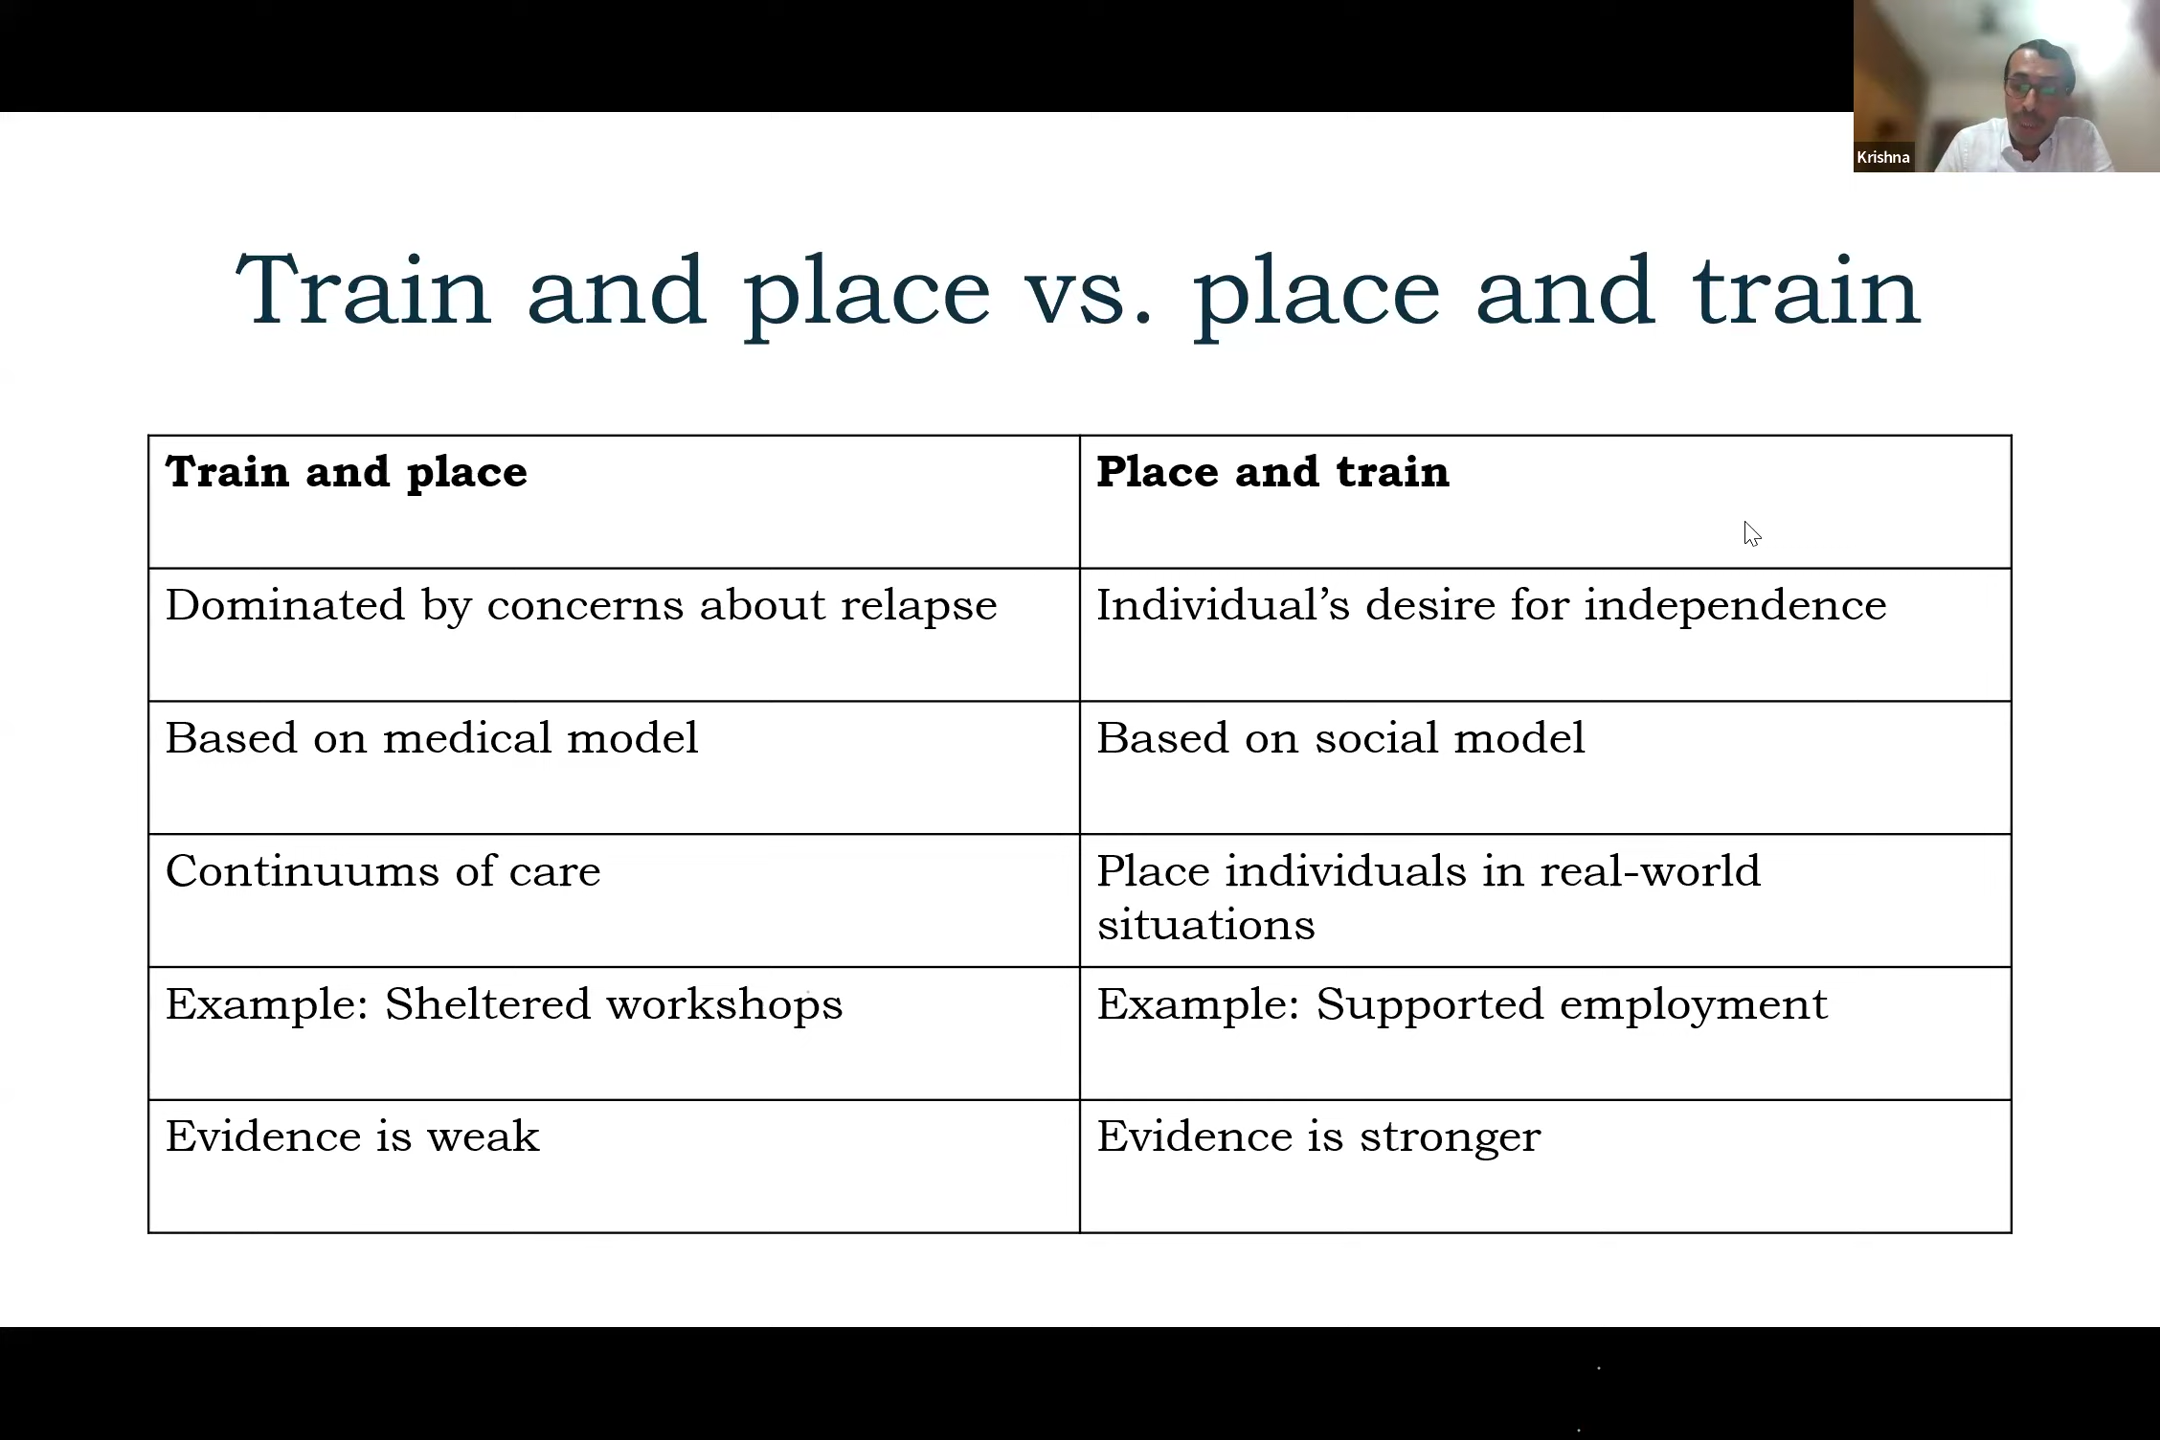 Krishna
Train and place vs. place and train
Train and place
Place and train
Dominated by concerns about relapse
Individual’s desire for independence
Based on medical model
Based on social model
Continuums of care
Place individuals in real-world
situations
Example: Sheltered workshops
Example: Supported employment
Evidence is weak
Evidence is stronger